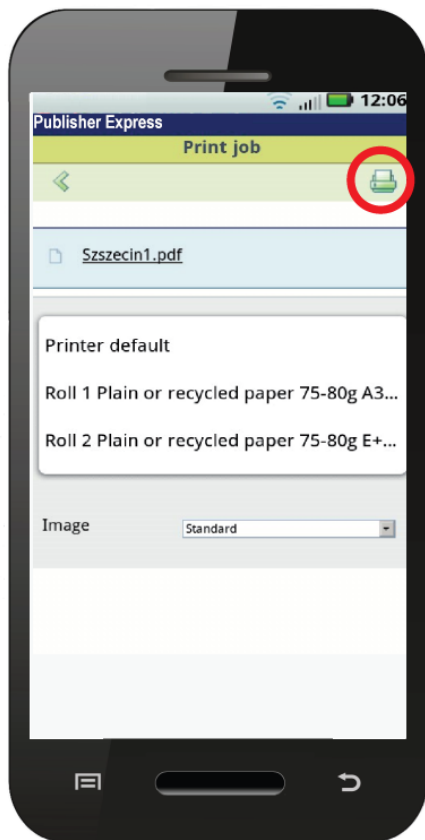 12:06
Publisher Express
Print job
Szszecin1.pdf
Printer default
Roll 1 Plain or recycled paper 75-80g A3...
Roll 2 Plain or recycled paper 75-80g E+...
Image Standard